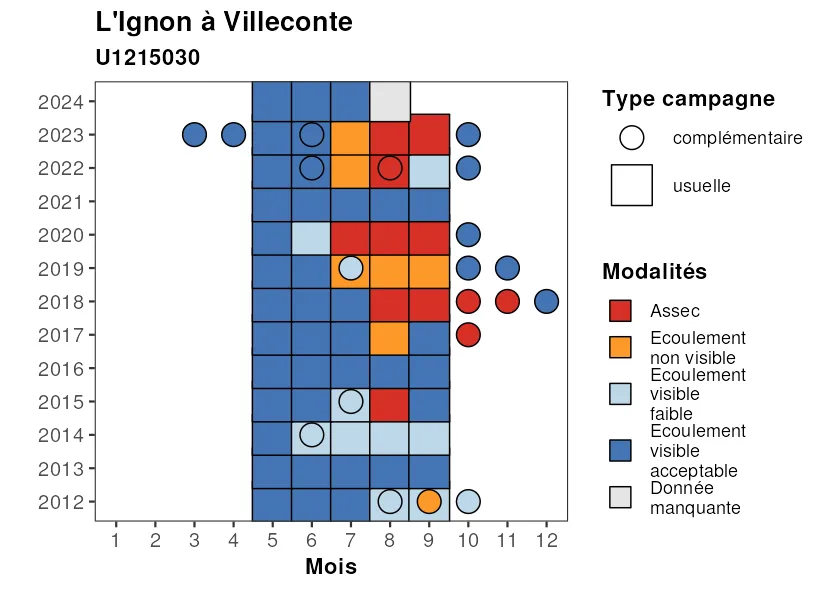 L'Ignon à Villeconte
U1215030
2024
2023
2022
2021
2020
2019
2018
2017
2016
2015
2014
2013
2012
1 2 3 4 5 6 7 8 9 10 11 12
Mois
Type campagne
complémentaire
usuelle
Modalités
Assec
Ecoulement
non visible
Ecoulement
visible
faible
Ecoulement
visible
acceptable
Donnée
manquante